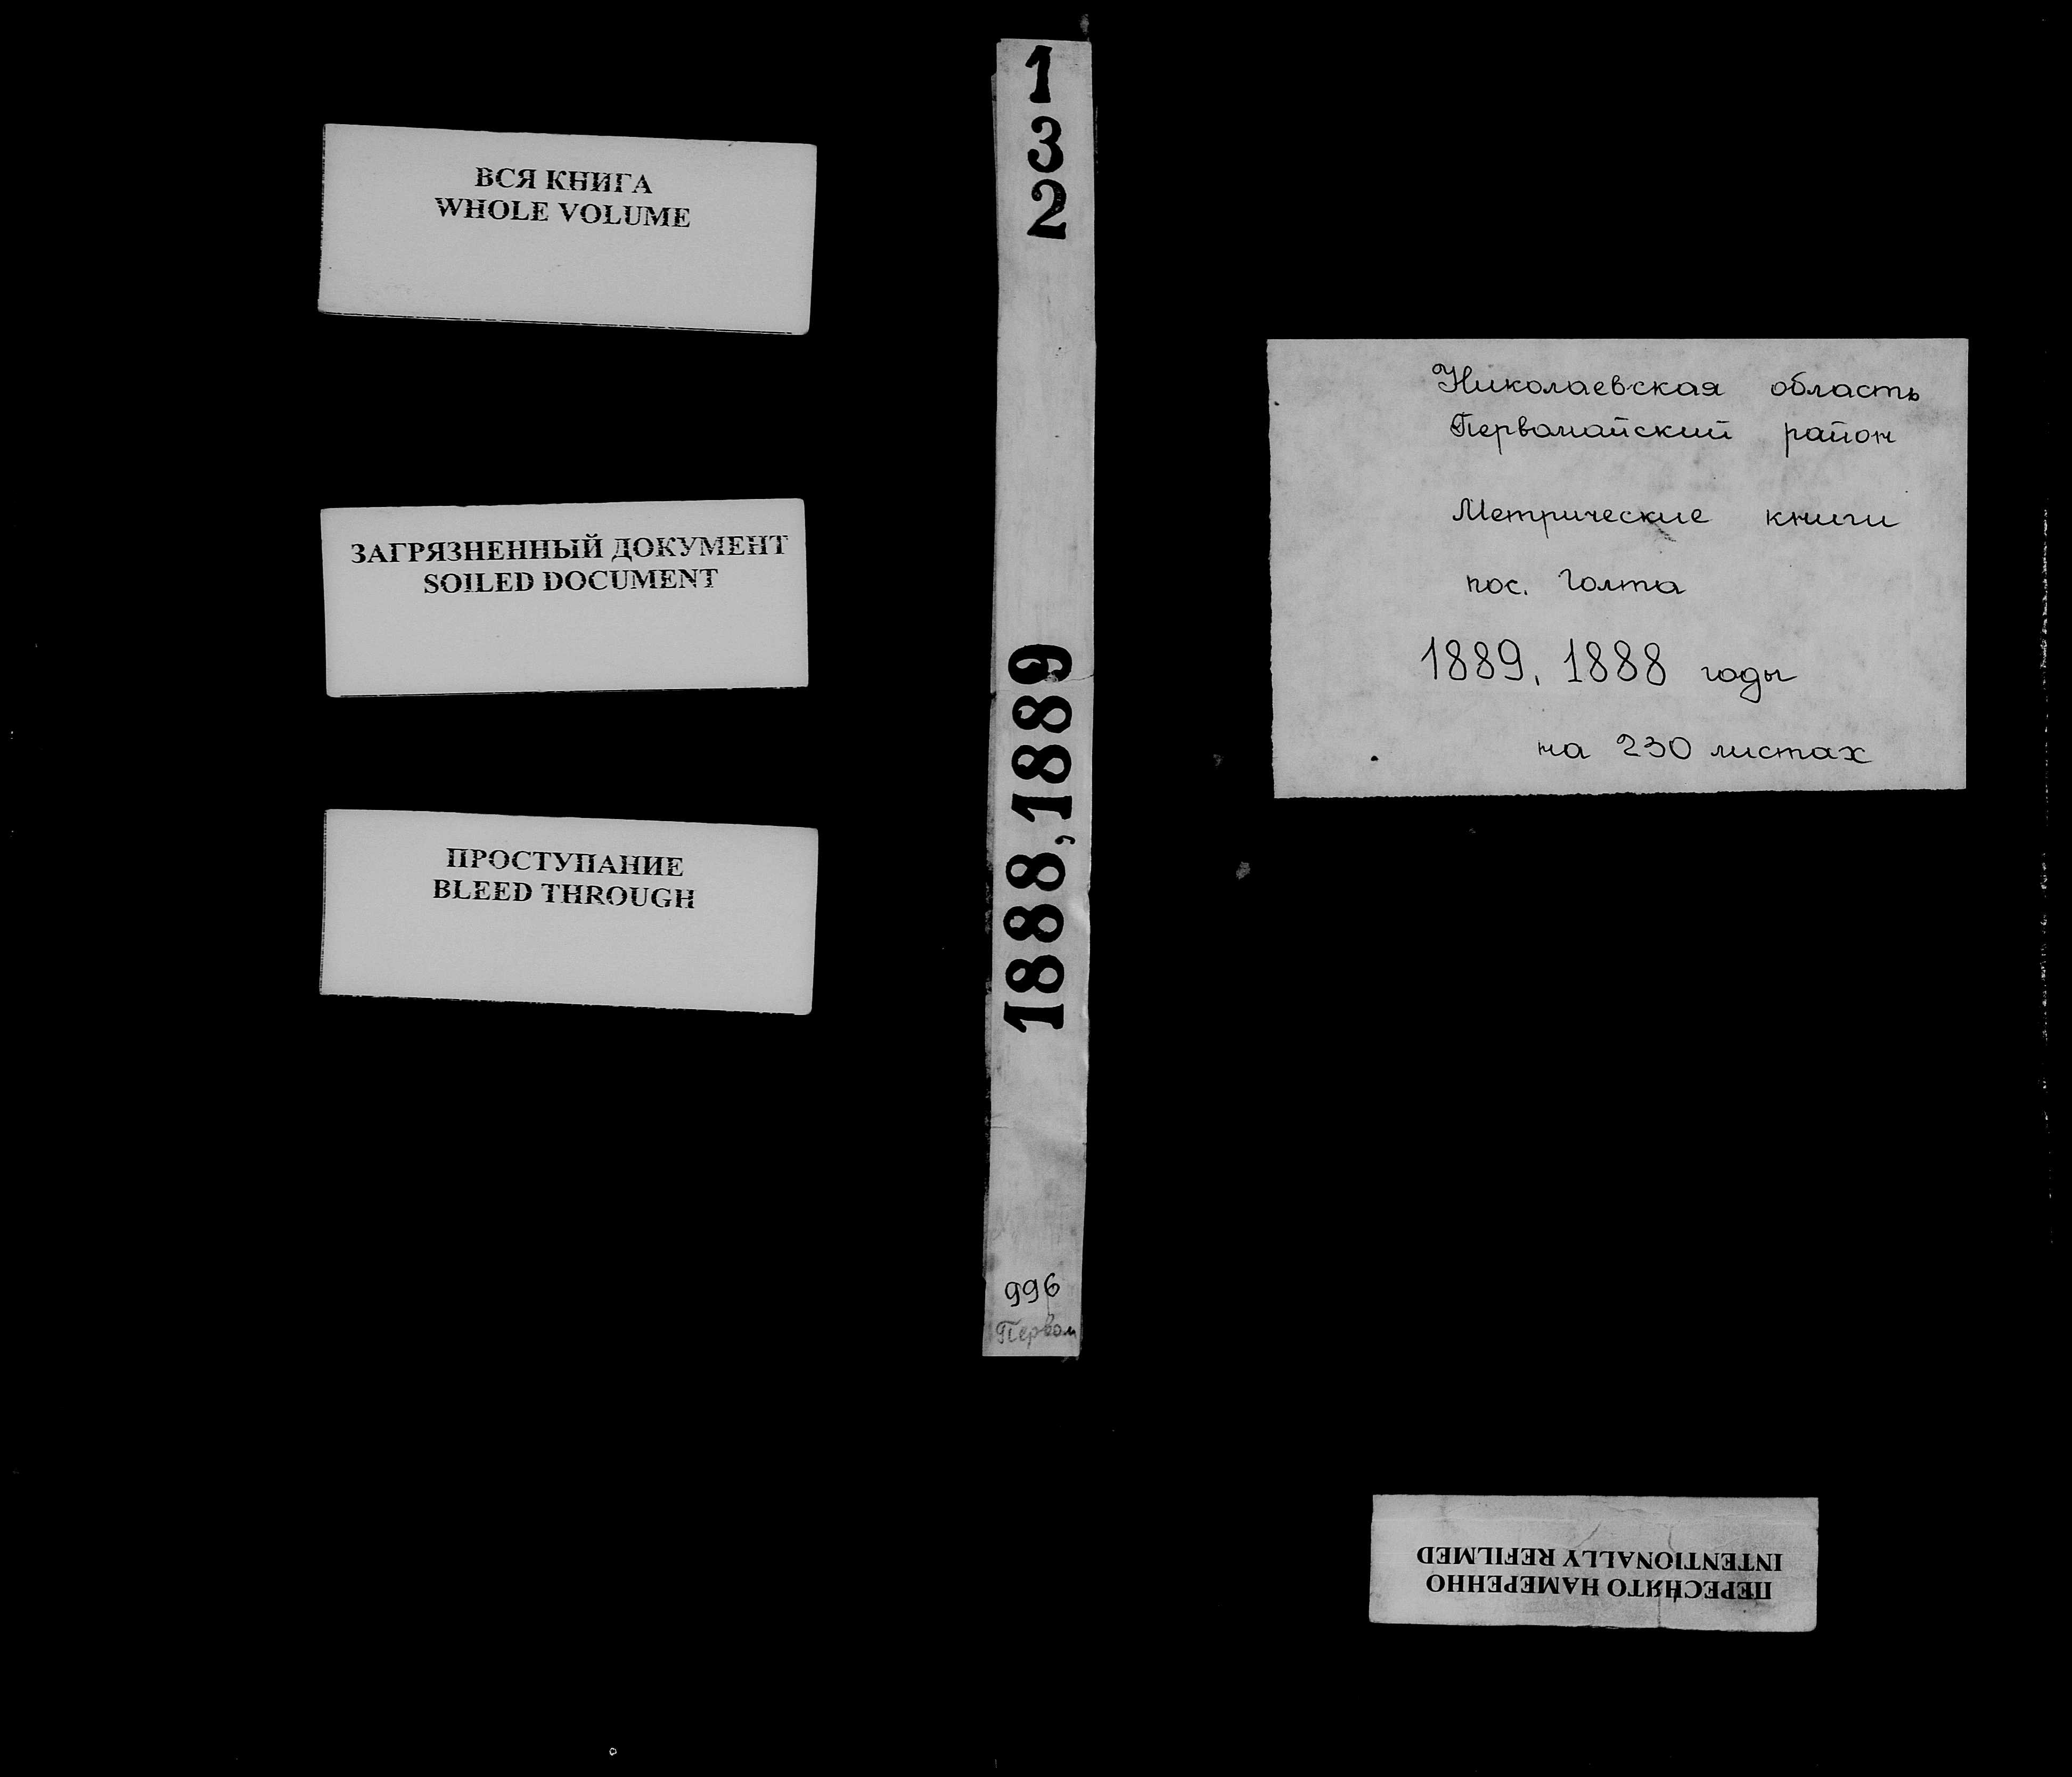 ВСЯ КНИГА
WHOLE VOLUME
ЗАГРЯЗНЕННЫЙ ДОКУМЕНТ
SOILED DOCUMENT
ПРОСТУПАНИЕ
BLEED THROUGH
1
3
2
1888, 1889
996
Первом
Николаевская область
Первомайский район
Метрические книги
пос. Голта
1889, 1888 годы
на 230 листах
ПЕРЕСНЯТО НАМЕРЕННО
INTENTIONALLY REFILMED